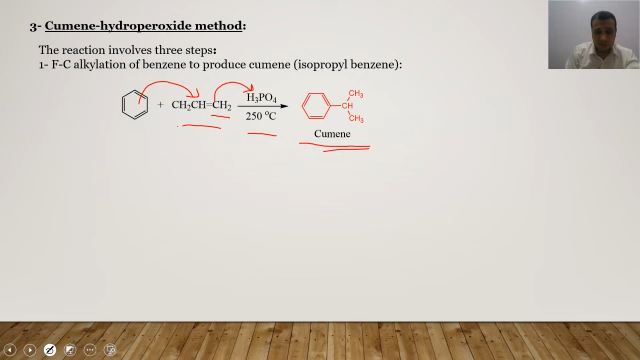 3- Cumene-hydroperoxide method:
The reaction involves three steps:
1- F-C alkylation of benzene to produce cumene (isopropyl benzene):
+ CH₂CH=CH₂ H₃PO₄ 250 °C CH CH₃ CH₃
Cumene